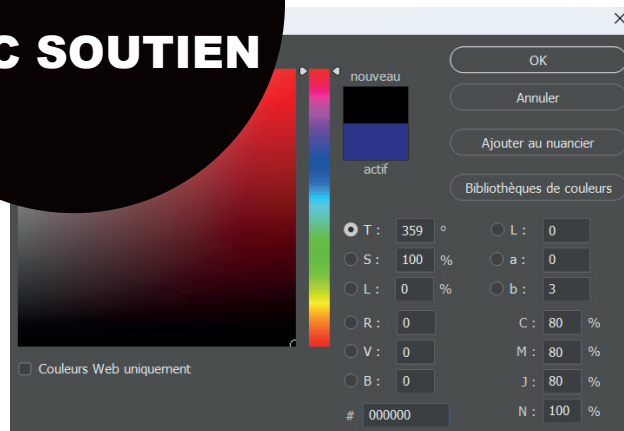 C SOUTIEN
nouveau
OK
Annuler
Ajouter au nuancier
actif
Bibliothèques de couleurs
T : 359 ° L : 0
S : 100 % a : 0
L : 0 % b : 3
R : 0 C : 80 %
V : 0 M : 80 %
Couleurs Web uniquement
B : 0 J : 80 %
# 000000 N : 100 %